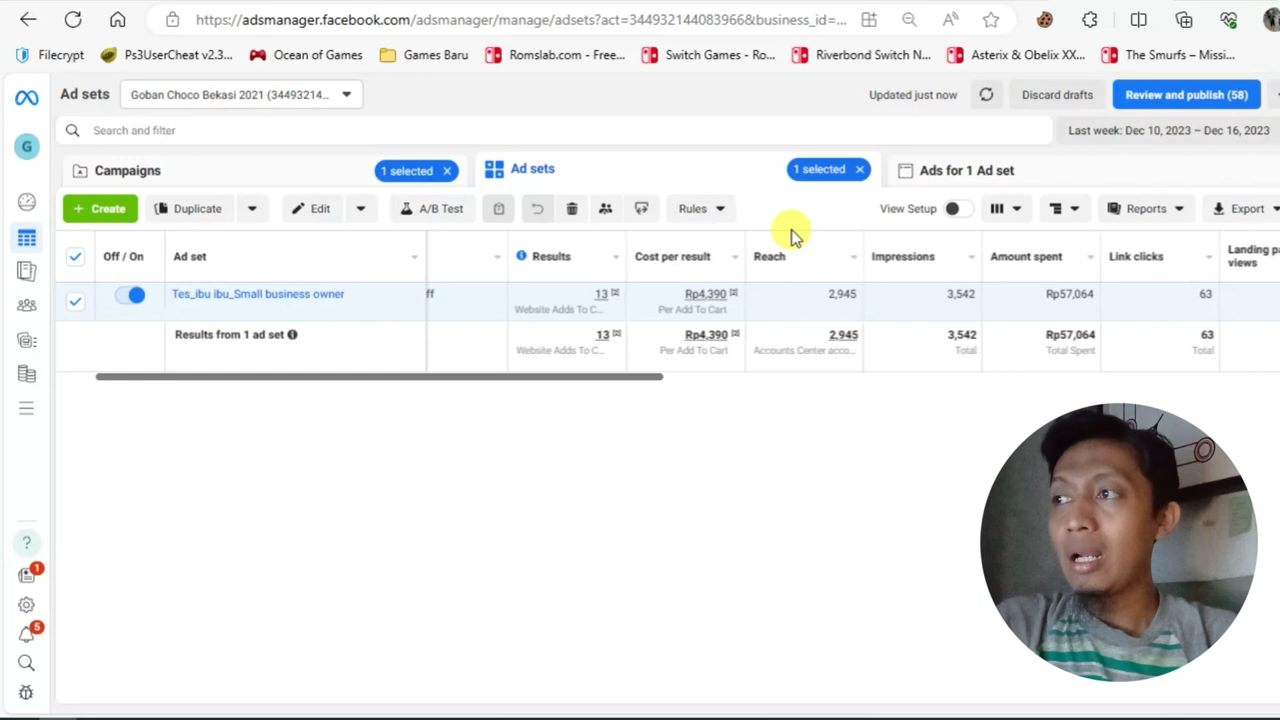 https://adsmanager.facebook.com/adsmanager/manage/adsets?act=344932144083966&business_id=...
Filecrypt
Ps3UserCheat v2.3...
Ocean of Games
Games Baru
Romslab.com - Free...
Switch Games - Ro...
Riverbond Switch N...
Asterix & Obelix XX...
The Smurfs – Missi...
Ad sets
Goban Choco Bekasi 2021 (34493214...
Updated just now
Discard drafts
Review and publish (58)
G
Search and filter
Last week: Dec 10, 2023 – Dec 16, 2023
Campaigns
1 selected ×
Ad sets
1 selected ×
Ads for 1 Ad set
+ Create
Duplicate
Edit
A/B Test
Rules
View Setup
Reports
Export
Off / On
Ad set
Results
Cost per result
Reach
Impressions
Amount spent
Link clicks
Landing pa
views
Tes_ibu ibu_Small business owner
ff
13
Website Adds To C...
Rp4,390
Per Add To Cart
2,945
3,542
Rp57,064
63
Results from 1 ad set
13
Website Adds To C...
Rp4,390
Per Add To Cart
2,945
Accounts Center acco...
3,542
Total
Rp57,064
Total Spent
63
Total
?
1
5